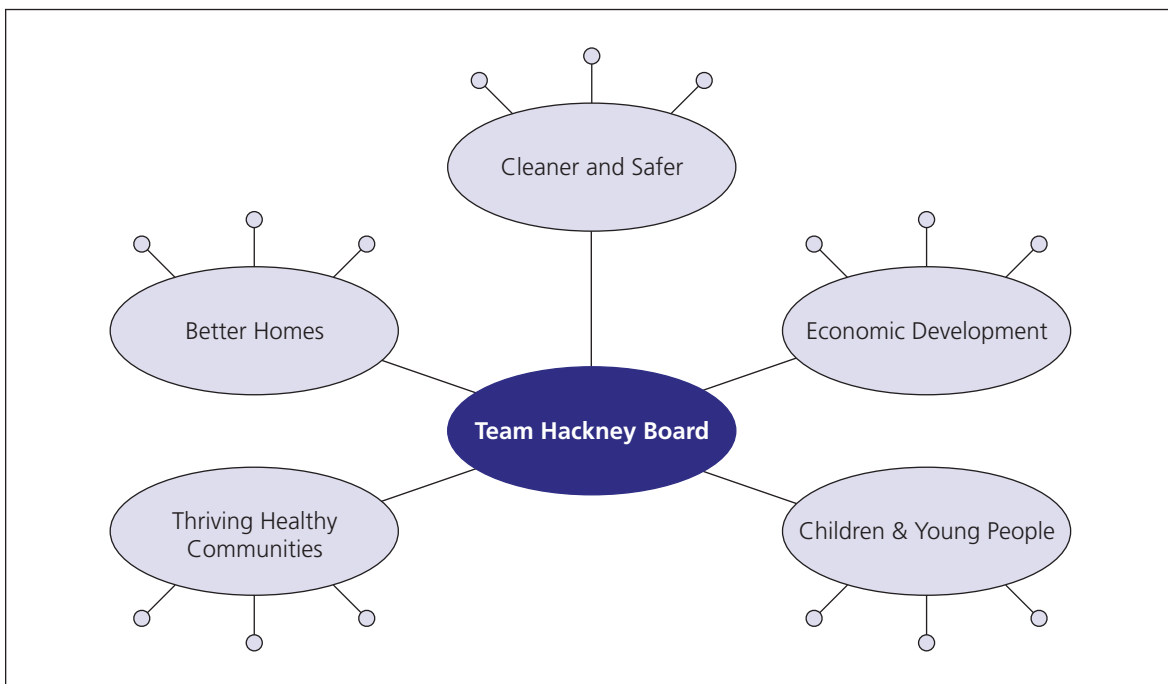 Cleaner and Safer
Better Homes
Economic Development
Team Hackney Board
Thriving Healthy
Communities
Children & Young People